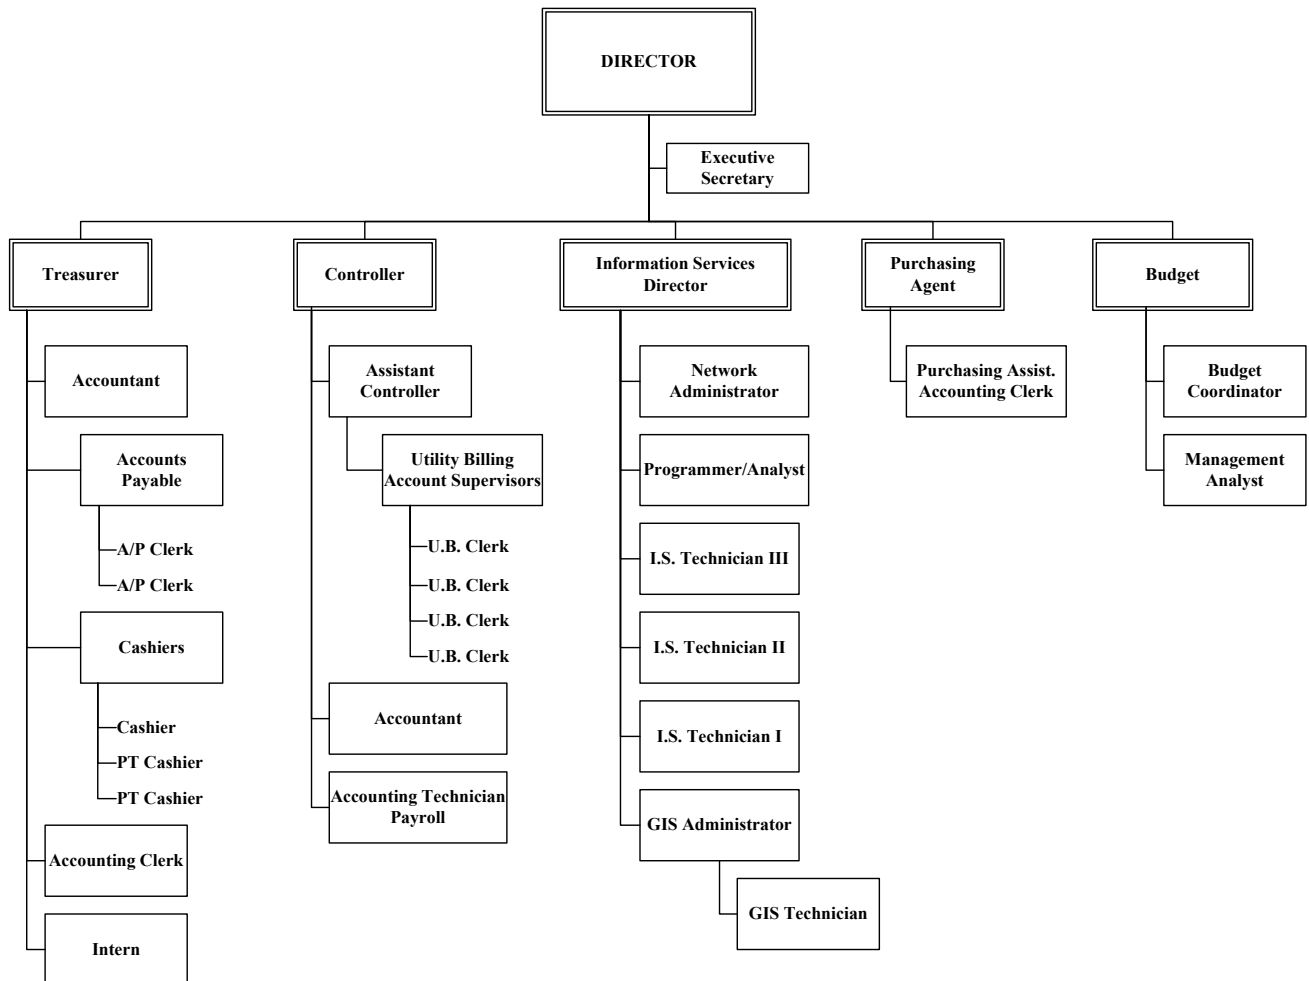 DIRECTOR
Executive
Secretary
Treasurer
Controller
Information Services
Director
Purchasing
Agent
Budget
Accountant
Accounts
Payable
A/P Clerk
A/P Clerk
Cashiers
Cashier
PT Cashier
PT Cashier
Accounting Clerk
Intern
Assistant
Controller
Utility Billing
Account Supervisors
U.B. Clerk
U.B. Clerk
U.B. Clerk
U.B. Clerk
Accountant
Accounting Technician
Payroll
Network
Administrator
Programmer/Analyst
I.S. Technician III
I.S. Technician II
I.S. Technician I
GIS Administrator
GIS Technician
Purchasing Assist.
Accounting Clerk
Budget
Coordinator
Management
Analyst